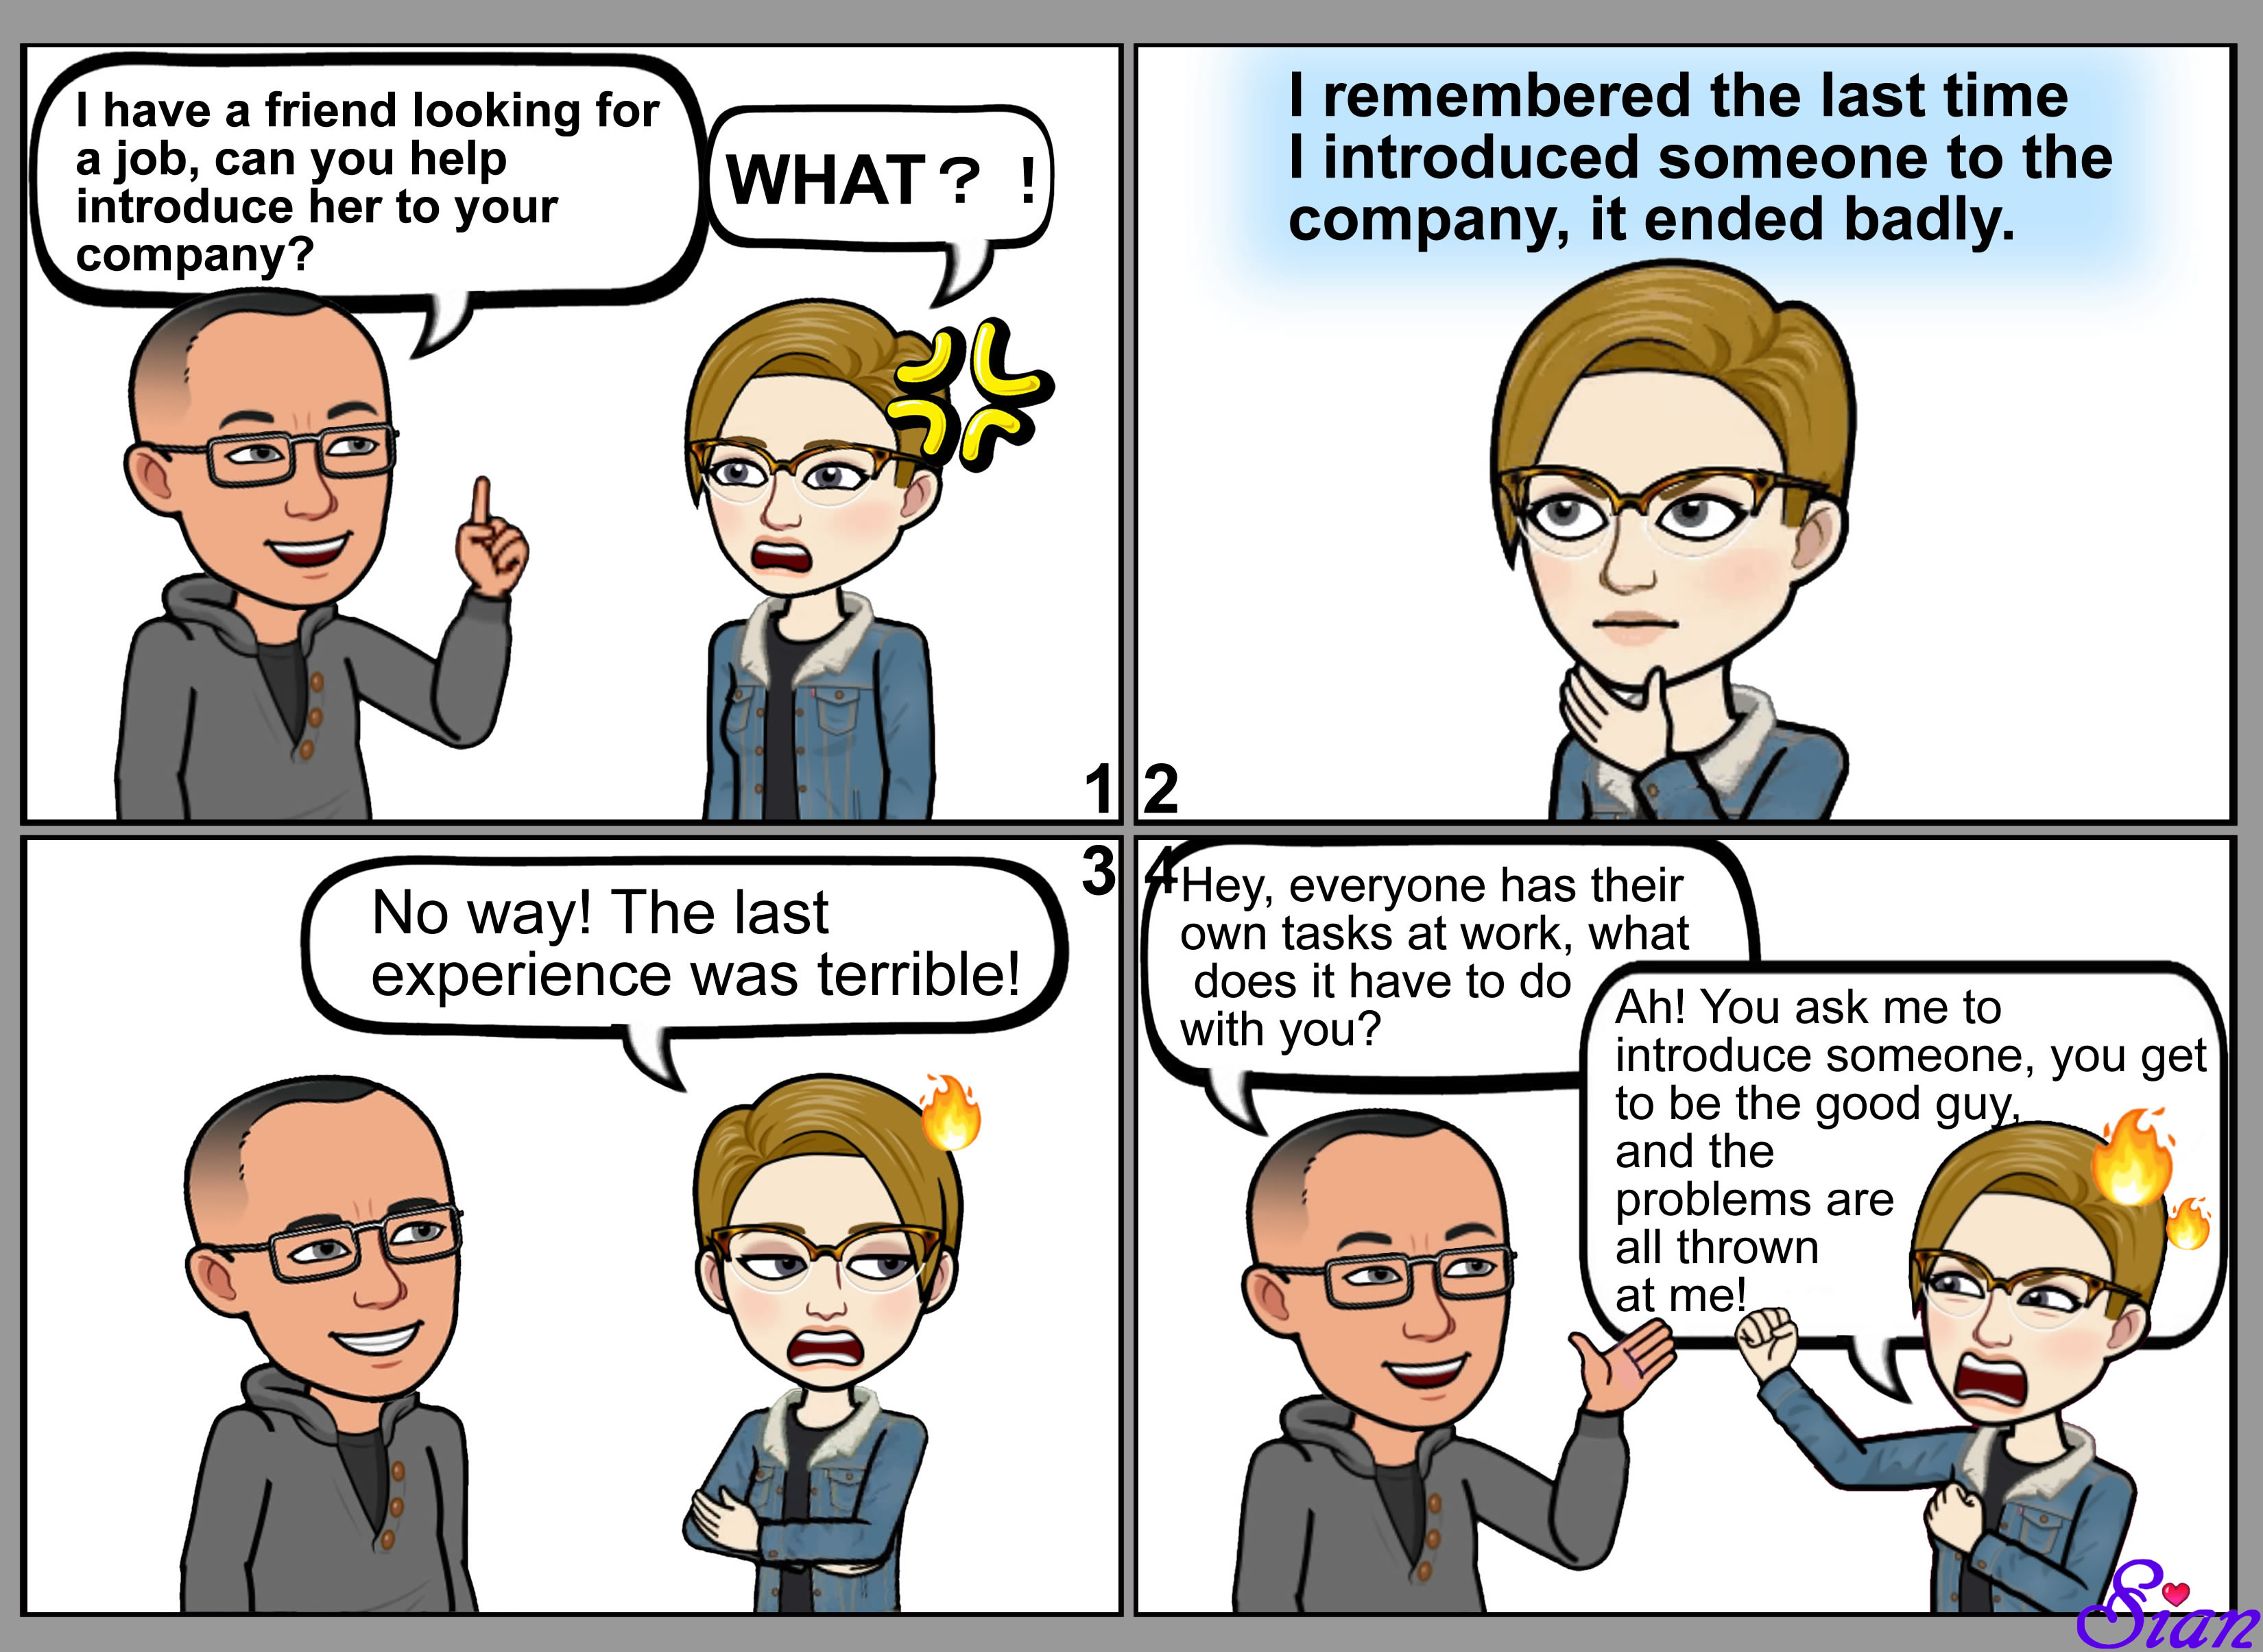 I have a friend looking for
a job, can you help
introduce her to your
company?
WHAT? !
1
I remembered the last time
I introduced someone to the
company, it ended badly.
2
No way! The last
experience was terrible!
3
4
Hey, everyone has their
own tasks at work, what
does it have to do
with you?
Ah! You ask me to
introduce someone, you get
to be the good guy,
and the
problems are
all thrown
at me!
Sian